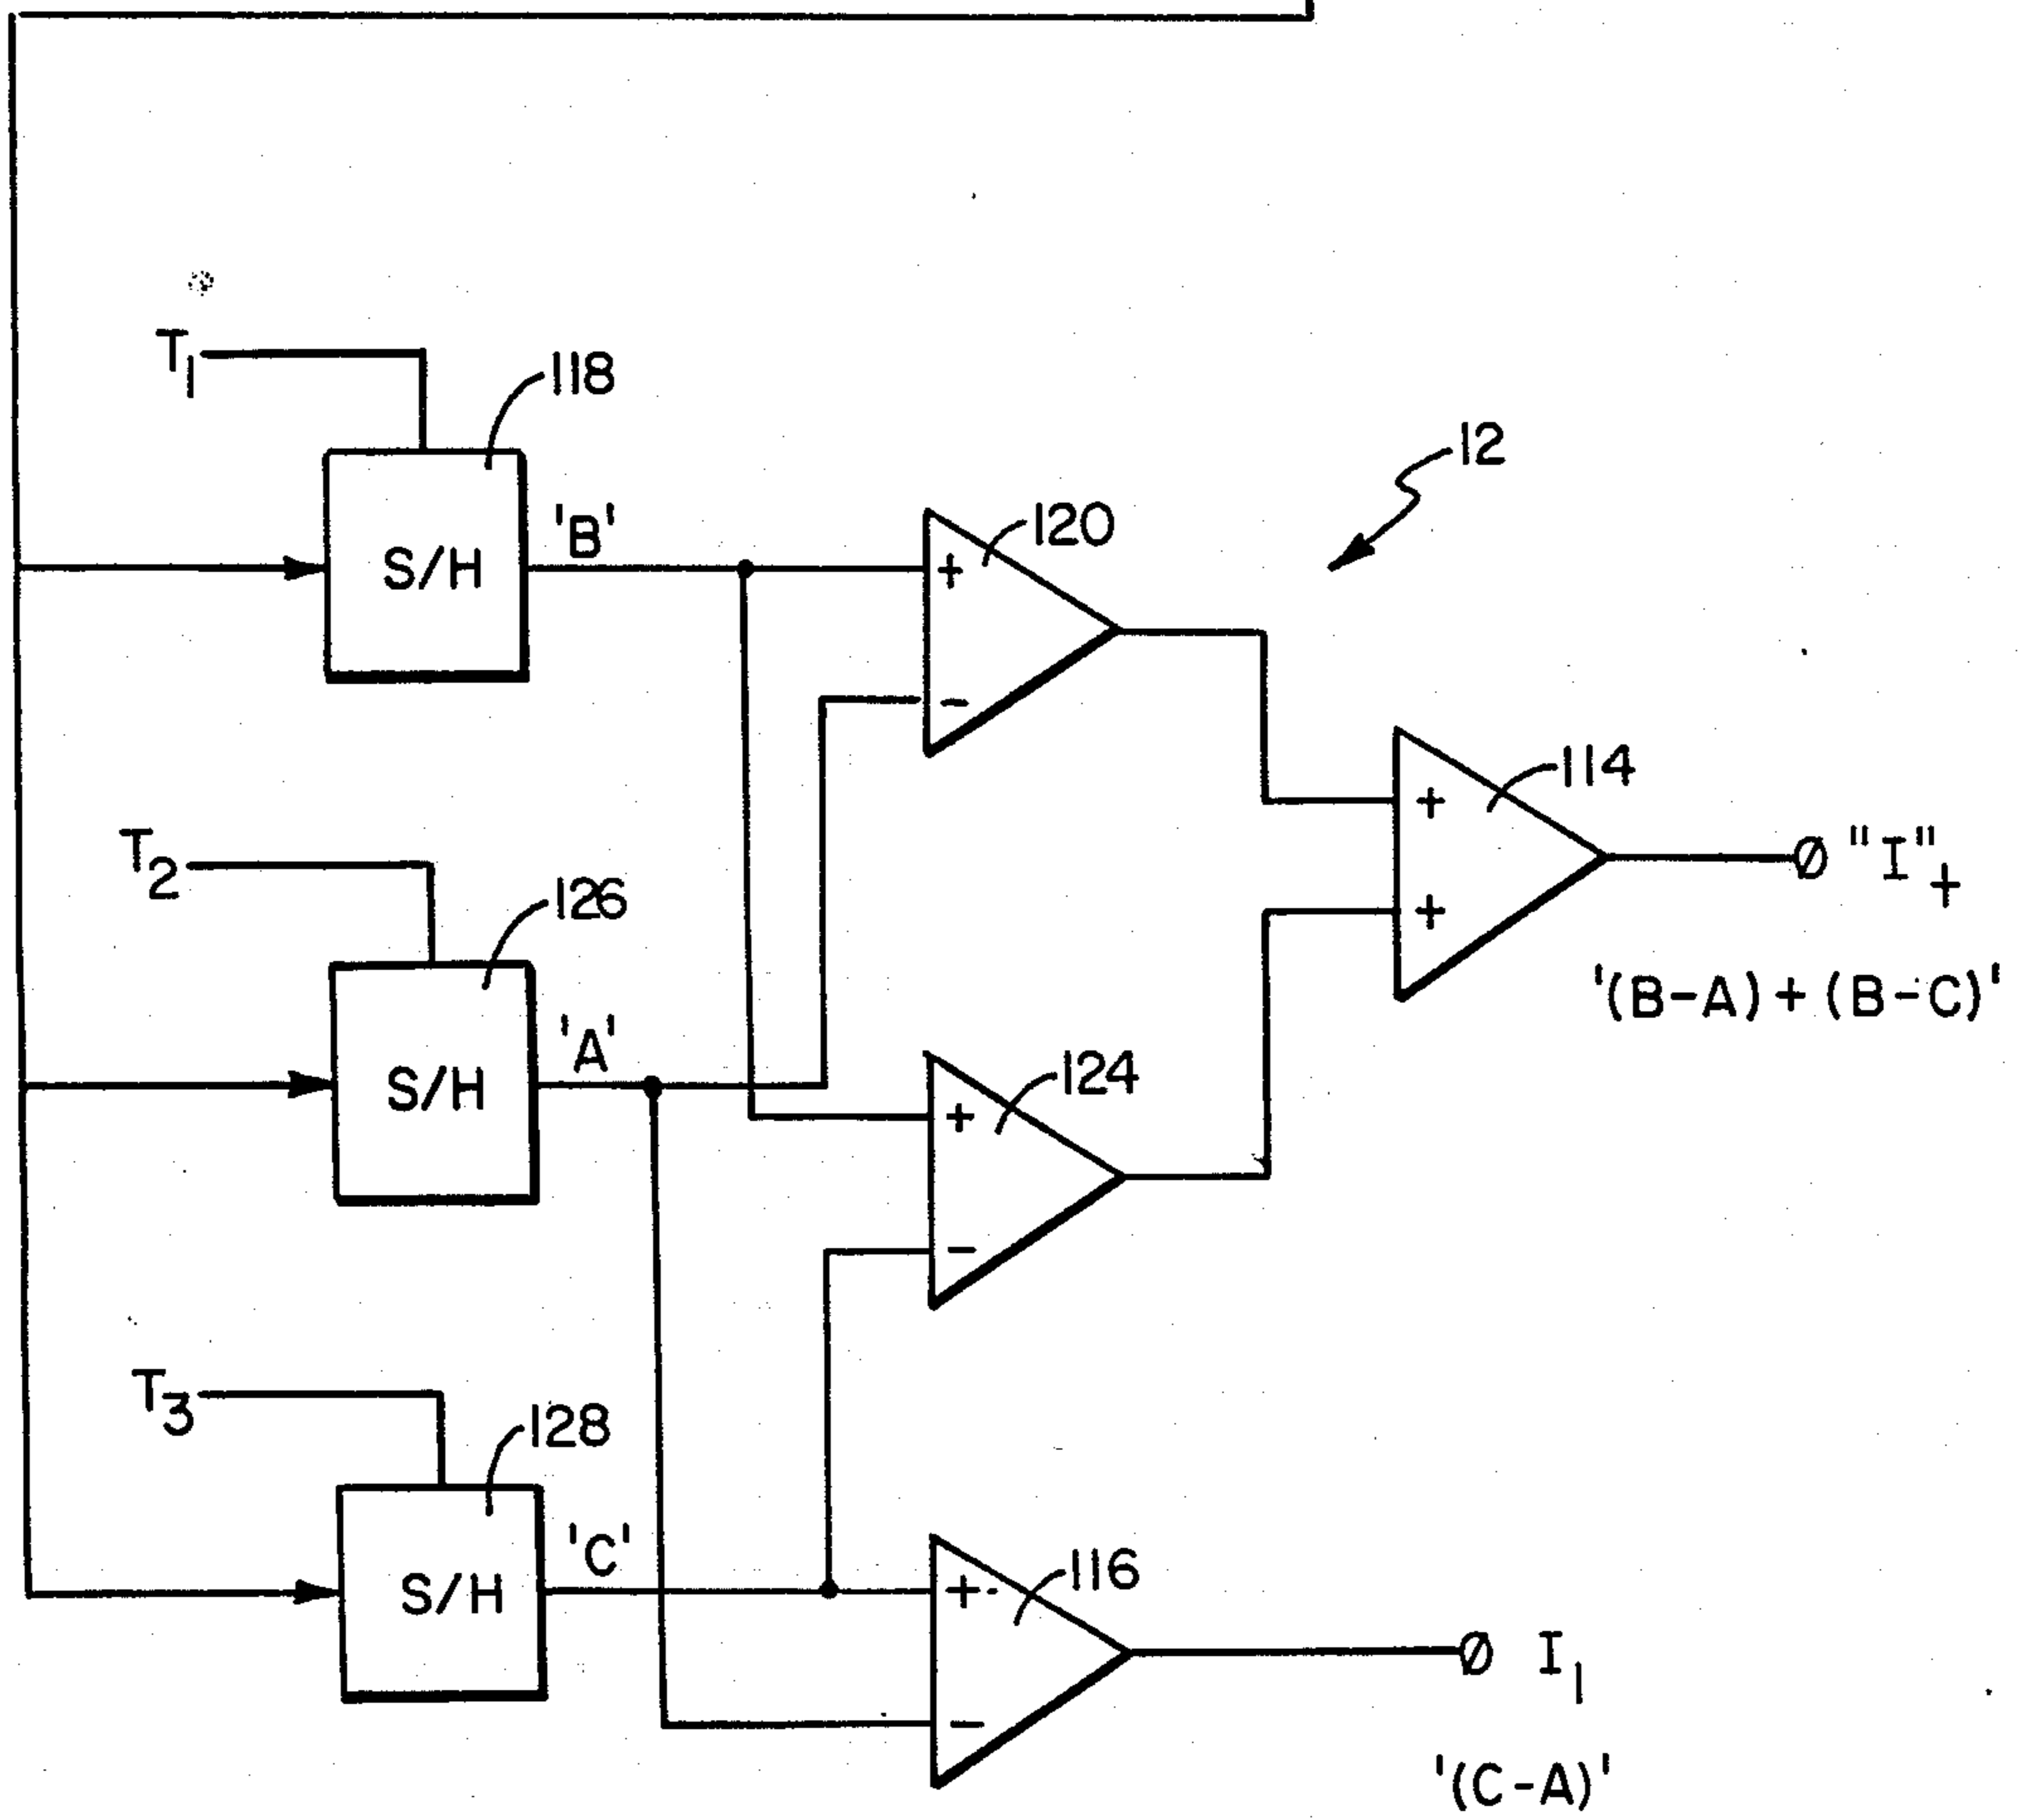 T1
118
'B'
S/H
+
120
-
12
114
+
+
Ø "I"+
'(B-A)+(B-C)'
T2
126
'A'
S/H
124
+
-
T3
128
'C'
S/H
116
+
-
Ø I1
'(C-A)'